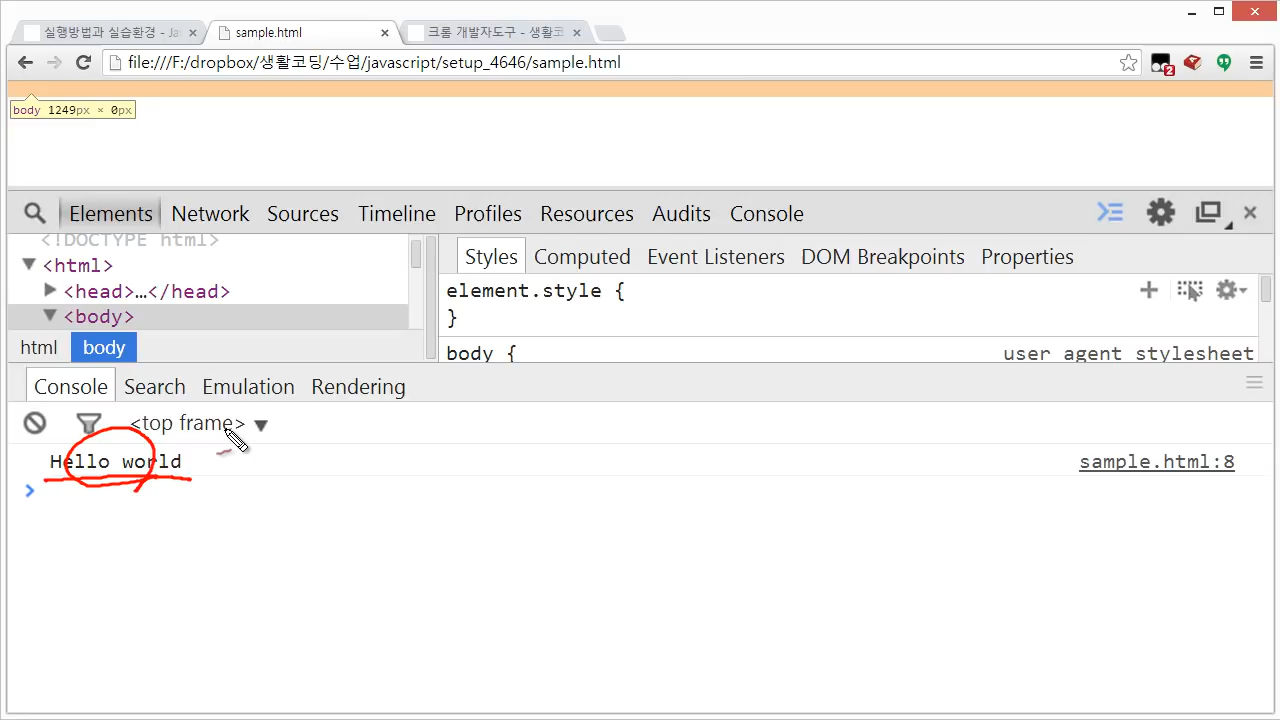 실행방법과 실습환경 - Ja
sample.html
크롬 개발자도구 - 생활코
file:///F:/dropbox/생활코딩/수업/javascript/setup_4646/sample.html
2
body 1249px × 0px
Elements Network Sources Timeline Profiles Resources Audits Console
<!DOCTYPE html>
<html>
<head>…</head>
<body>
html body
Styles Computed Event Listeners DOM Breakpoints Properties
element.style {
}
body { user agent stylesheet
Console Search Emulation Rendering
<top frame>
Hello world sample.html:8